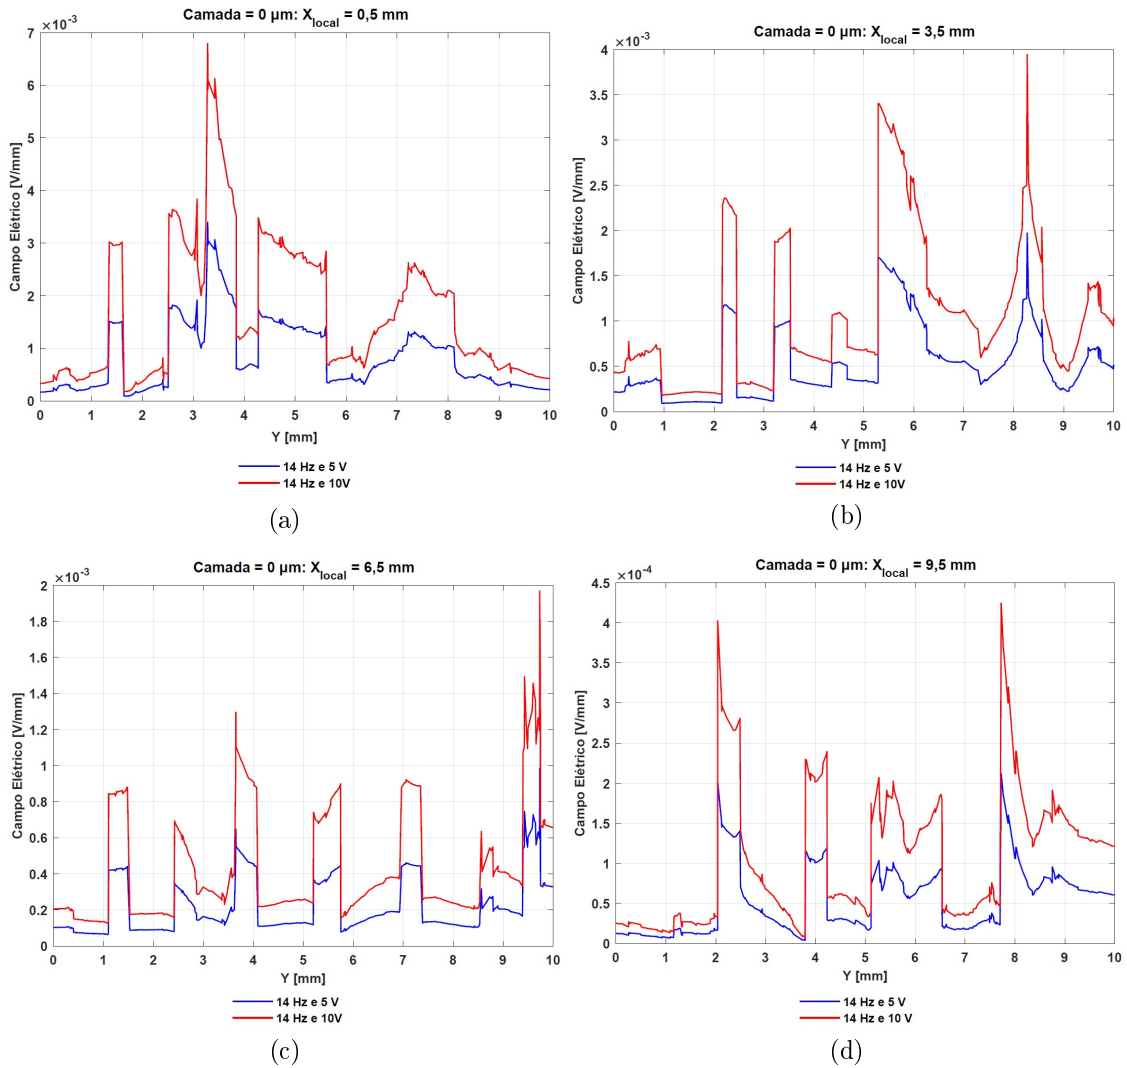 Camada = 0 µm: Xlocal = 0,5 mm
×10-3
7
6
5
4
3
2
1
0
Campo Elétrico [V/mm]
0 1 2 3 4 5 6 7 8 9 10
Y [mm]
14 Hz e 5 V
14 Hz e 10V
(a)
Camada = 0 µm: Xlocal = 3,5 mm
×10-3
4
3.5
3
2.5
2
1.5
1
0.5
0
Campo Elétrico [V/mm]
0 1 2 3 4 5 6 7 8 9 10
Y [mm]
14 Hz e 5 V
14 Hz e 10V
(b)
Camada = 0 µm: Xlocal = 6,5 mm
×10-3
2
1.8
1.6
1.4
1.2
1
0.8
0.6
0.4
0.2
0
Campo Elétrico [V/mm]
0 1 2 3 4 5 6 7 8 9 10
Y [mm]
14 Hz e 5 V
14 Hz e 10V
(c)
Camada = 0 µm: Xlocal = 9,5 mm
×10-4
4.5
4
3.5
3
2.5
2
1.5
1
0.5
0
Campo Elétrico [V/mm]
0 1 2 3 4 5 6 7 8 9 10
Y [mm]
14 Hz e 5 V
14 Hz e 10 V
(d)